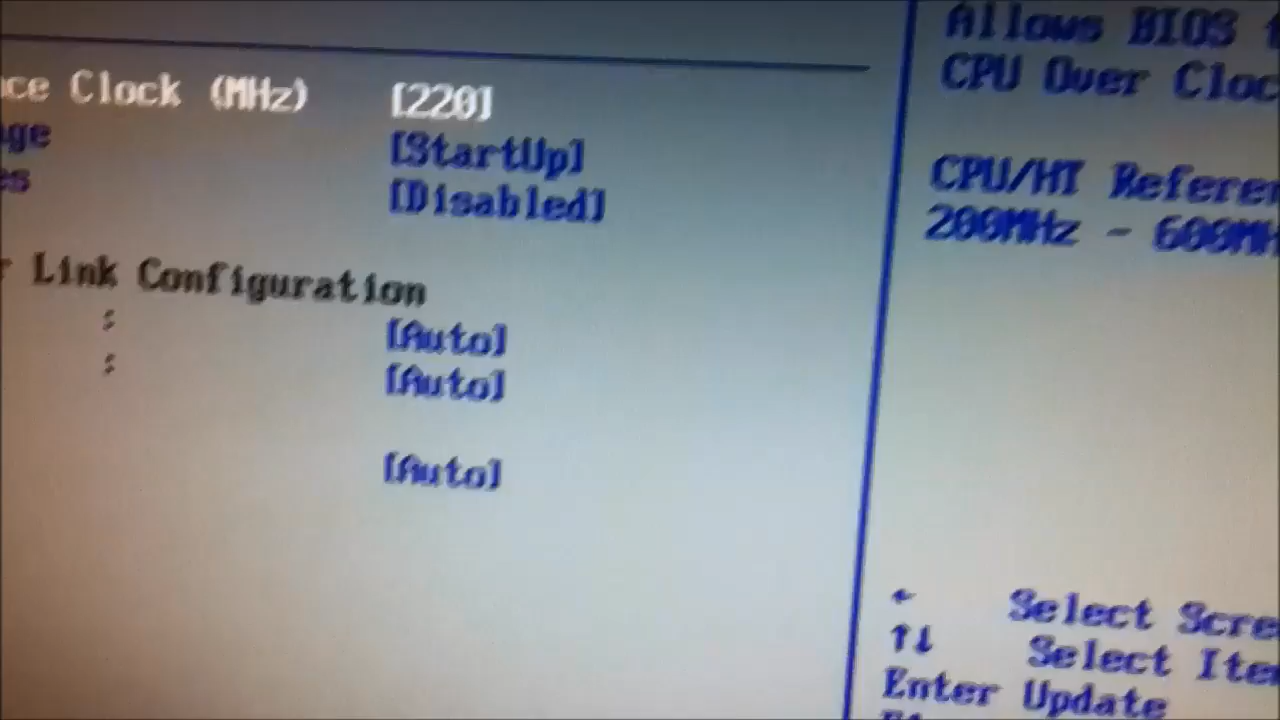 ce Clock (MHz) [220]
age [StartUp]
es [Disabled]
r Link Configuration
: [Auto]
: [Auto]
[Auto]
Allows BIOS t
CPU Over Cloc
CPU/HT Referen
200MHz - 600MH
← Select Scre
↑↓ Select Ite
Enter Update